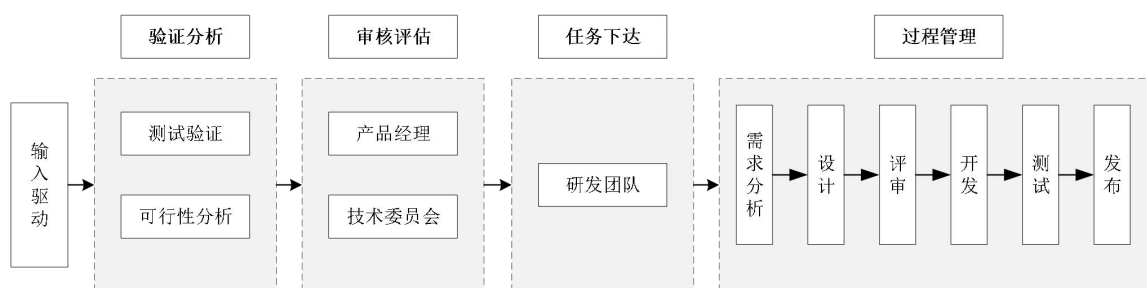 验证分析
审核评估
任务下达
过程管理
输入驱动
测试验证
可行性分析
产品经理
技术委员会
研发团队
需求分析
设计
评审
开发
测试
发布